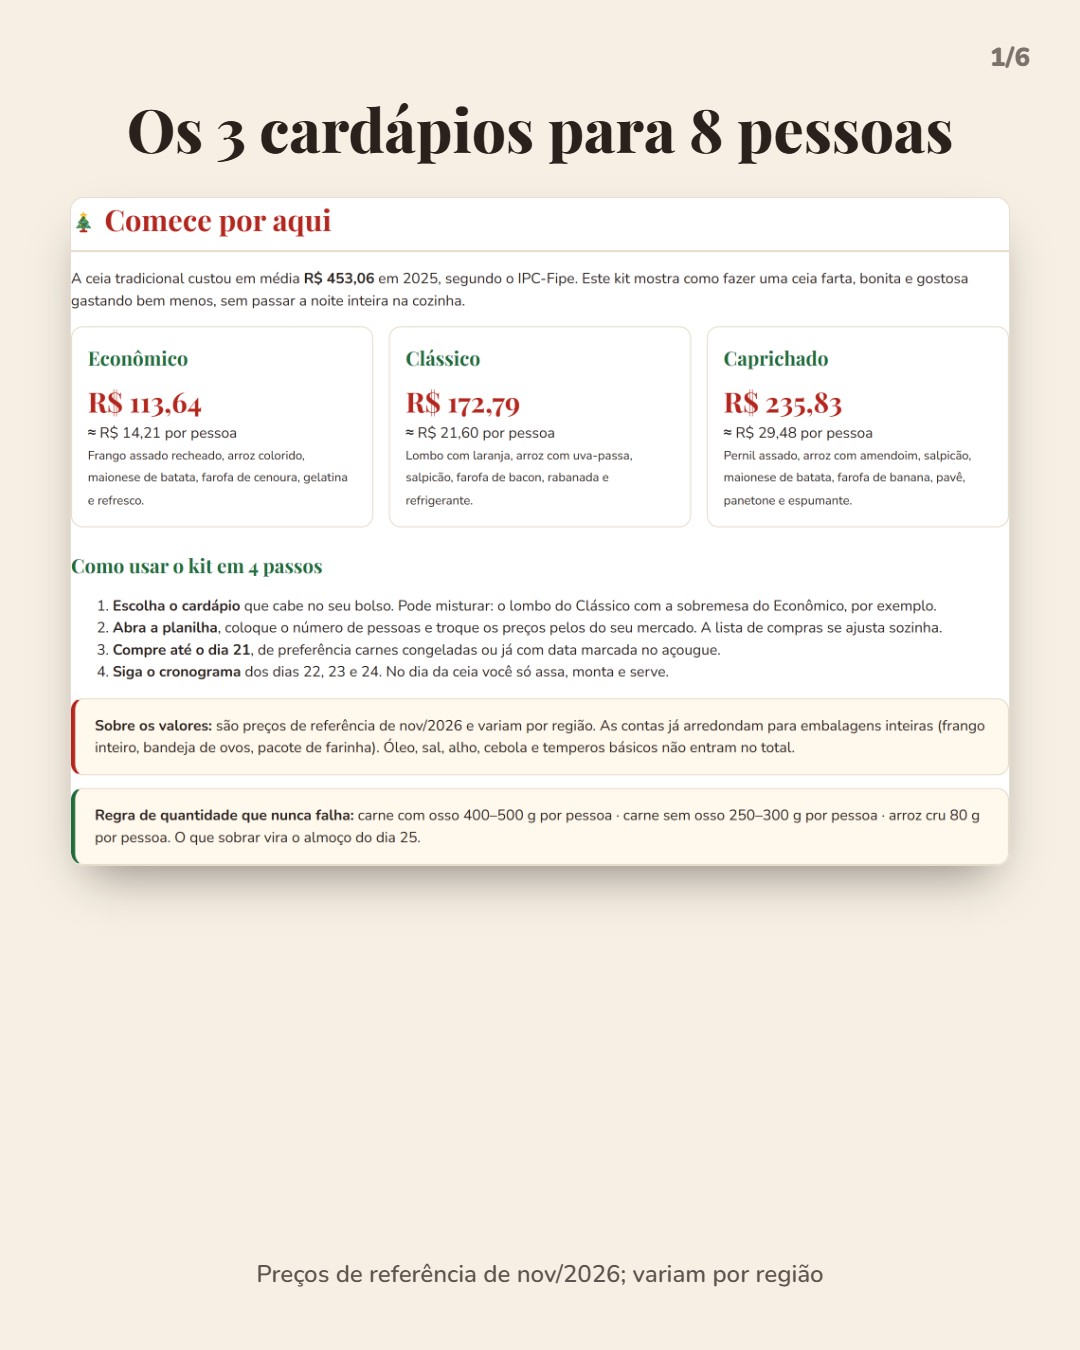 1/6
Os 3 cardápios para 8 pessoas
🎄 Comece por aqui
A ceia tradicional custou em média R$ 453,06 em 2025, segundo o IPC-Fipe. Este kit mostra como fazer uma ceia farta, bonita e gostosa
gastando bem menos, sem passar a noite inteira na cozinha.
Econômico
R$ 113,64
≈ R$ 14,21 por pessoa
Frango assado recheado, arroz colorido,
maionese de batata, farofa de cenoura, gelatina
e refresco.
Clássico
R$ 172,79
≈ R$ 21,60 por pessoa
Lombo com laranja, arroz com uva-passa,
salpicão, farofa de bacon, rabanada e
refrigerante.
Caprichado
R$ 235,83
≈ R$ 29,48 por pessoa
Pernil assado, arroz com amendoim, salpicão,
maionese de batata, farofa de banana, pavê,
panetone e espumante.
Como usar o kit em 4 passos
1. Escolha o cardápio que cabe no seu bolso. Pode misturar: o lombo do Clássico com a sobremesa do Econômico, por exemplo.
2. Abra a planilha, coloque o número de pessoas e troque os preços pelos do seu mercado. A lista de compras se ajusta sozinha.
3. Compre até o dia 21, de preferência carnes congeladas ou já com data marcada no açougue.
4. Siga o cronograma dos dias 22, 23 e 24. No dia da ceia você só assa, monta e serve.
Sobre os valores: são preços de referência de nov/2026 e variam por região. As contas já arredondam para embalagens inteiras (frango
inteiro, bandeja de ovos, pacote de farinha). Óleo, sal, alho, cebola e temperos básicos não entram no total.
Regra de quantidade que nunca falha: carne com osso 400–500 g por pessoa · carne sem osso 250–300 g por pessoa · arroz cru 80 g
por pessoa. O que sobrar vira o almoço do dia 25.
Preços de referência de nov/2026; variam por região